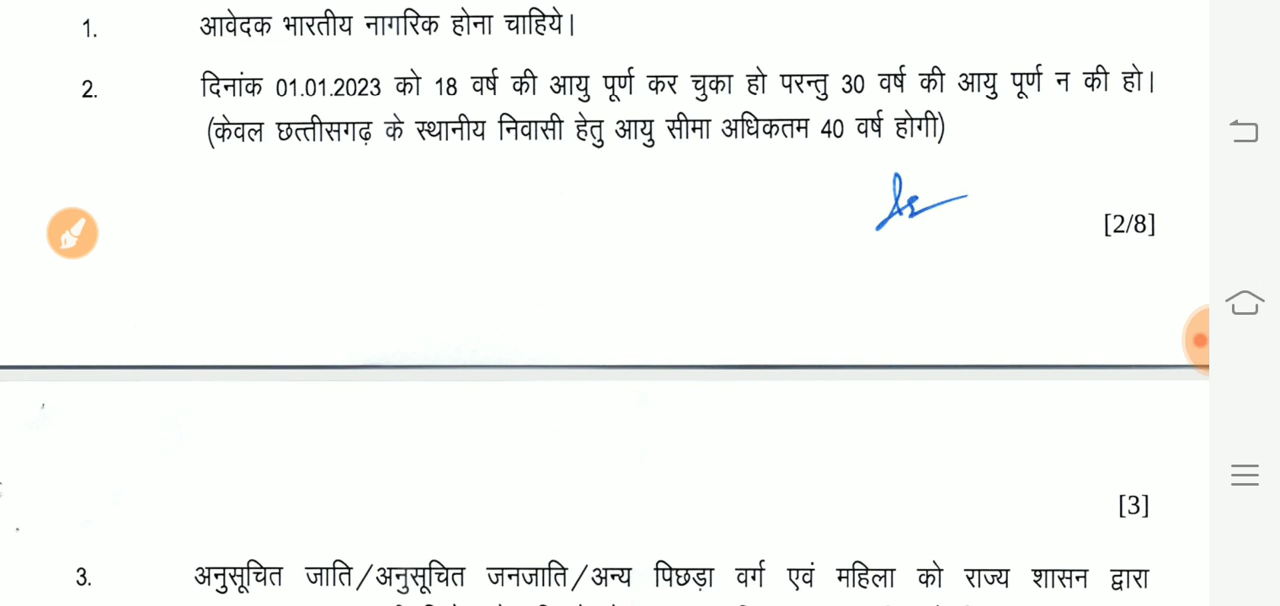 1. आवेदक भारतीय नागरिक होना चाहिये।
2. दिनांक 01.01.2023 को 18 वर्ष की आयु पूर्ण कर चुका हो परन्तु 30 वर्ष की आयु पूर्ण न की हो।
(केवल छत्तीसगढ़ के स्थानीय निवासी हेतु आयु सीमा अधिकतम 40 वर्ष होगी)
[2/8]
[3]
3. अनुसूचित जाति/अनुसूचित जनजाति/अन्य पिछड़ा वर्ग एवं महिला को राज्य शासन द्वारा